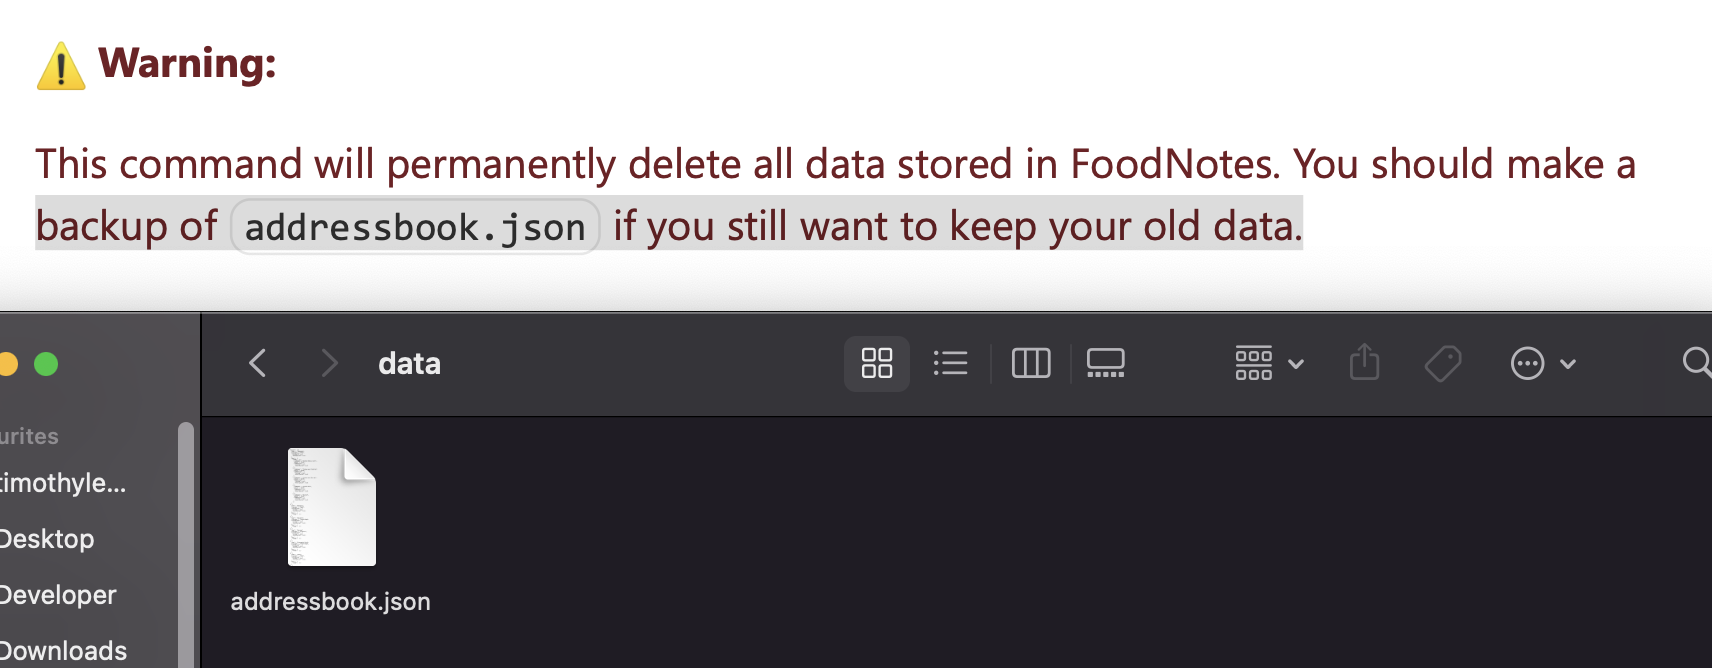 ⚠️ Warning:
This command will permanently delete all data stored in FoodNotes. You should make a
backup of addressbook.json if you still want to keep your old data.
data
urites
timothyle...
Desktop
Developer
Downloads
addressbook.json